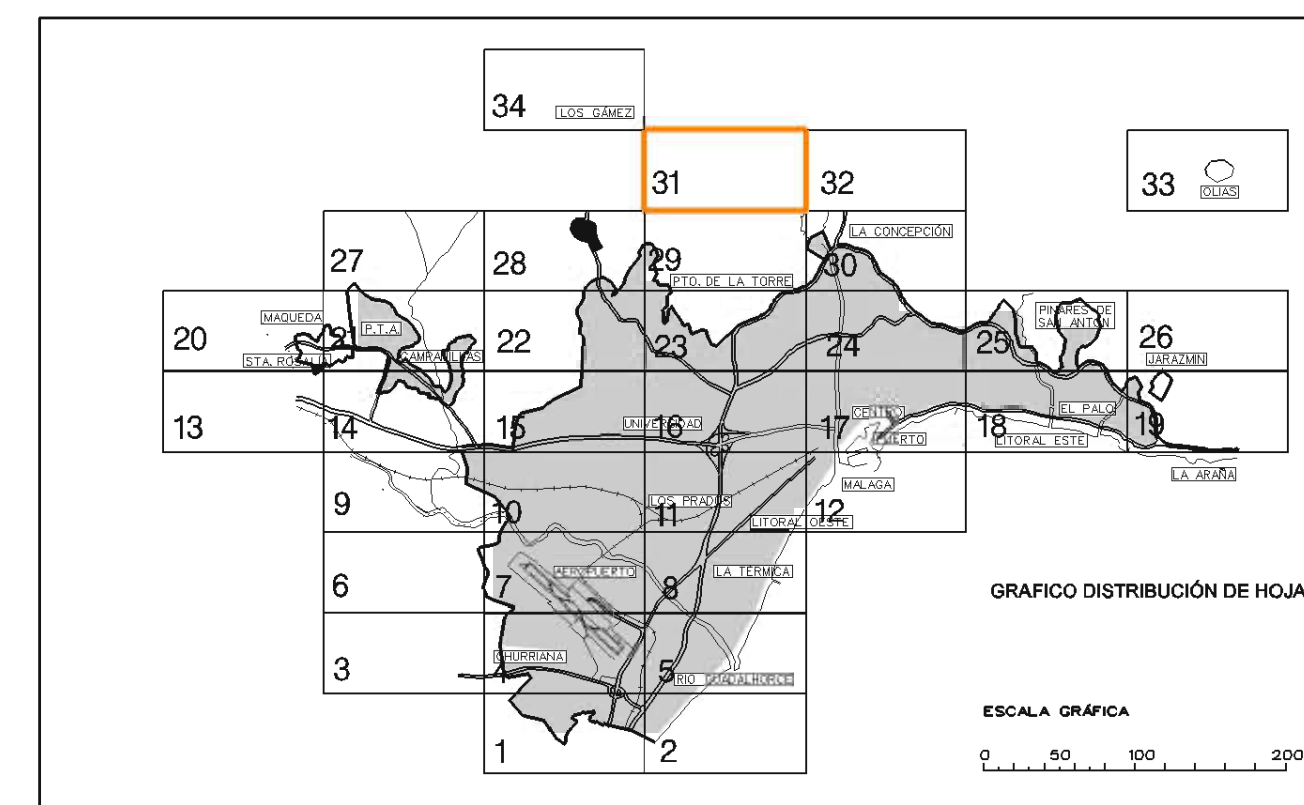 34 LOS GÁMEZ
31 32 33 OLIAS
LA CONCEPCIÓN
27 28 29 30
PTO. DE LA TORRE
MAQUEDA P.T.A. PINARES DE
SAN ANTON
20 22 23 24 25 26
STA. ROSALIA CAMPANILLAS JARAZMIN
CENTRO EL PALO
13 14 15 UNIVERSIDAD 16 17 18 19
PUERTO LITORAL ESTE
LA ARAÑA
MALAGA
9 10 LOS PRADOS 11 12
LITORAL OESTE
AEROPUERTO LA TÉRMICA
6 7 8
GRAFICO DISTRIBUCIÓN DE HOJA
CHURRIANA
3 5 RIO GUADALHORCE
ESCALA GRÁFICA
1 2
0 50 100 200